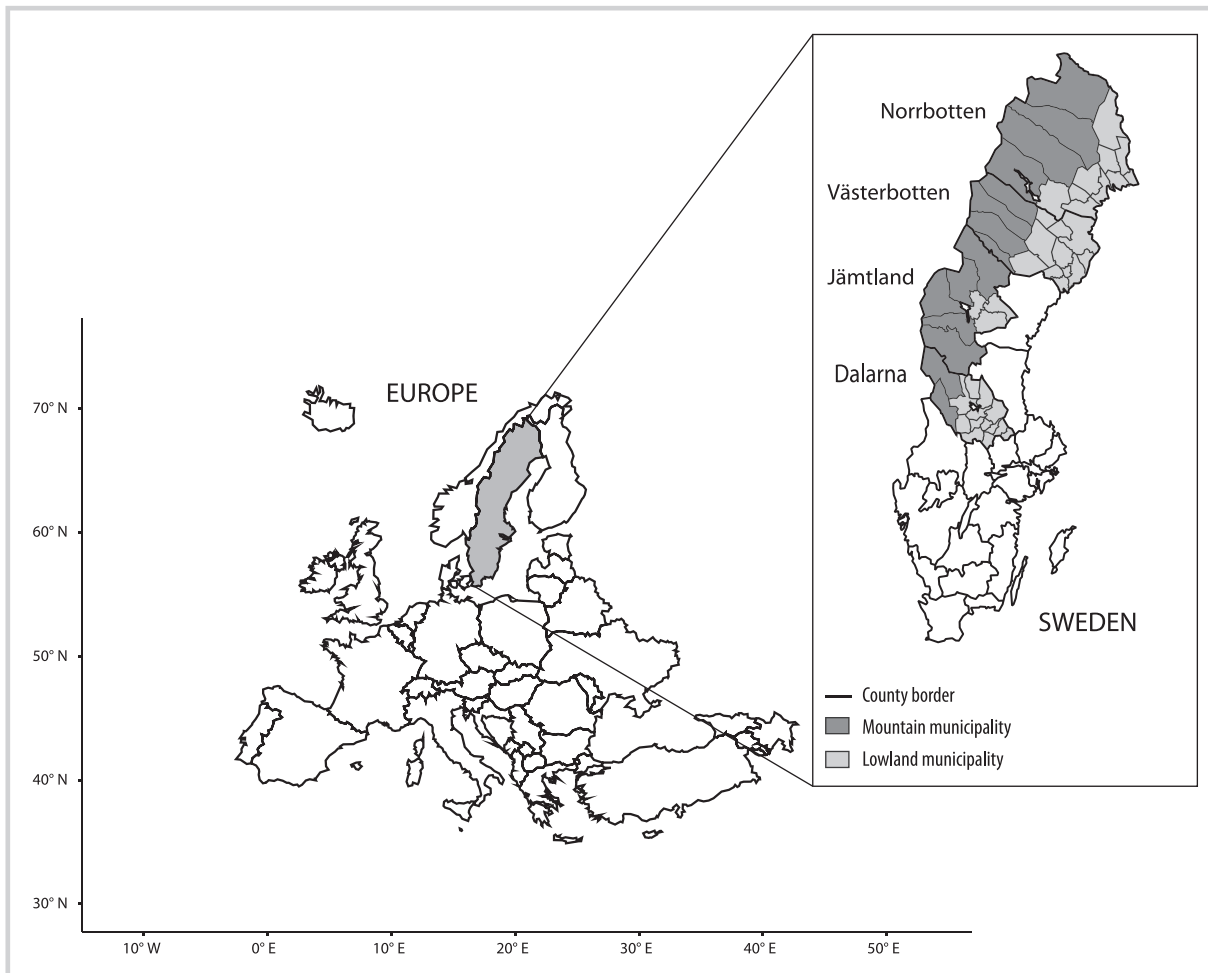 Norrbotten
Västerbotten
Jämtland
Dalarna
SWEDEN
County border
Mountain municipality
Lowland municipality
EUROPE
70° N
60° N
50° N
40° N
30° N
10° W
0° E
10° E
20° E
30° E
40° E
50° E